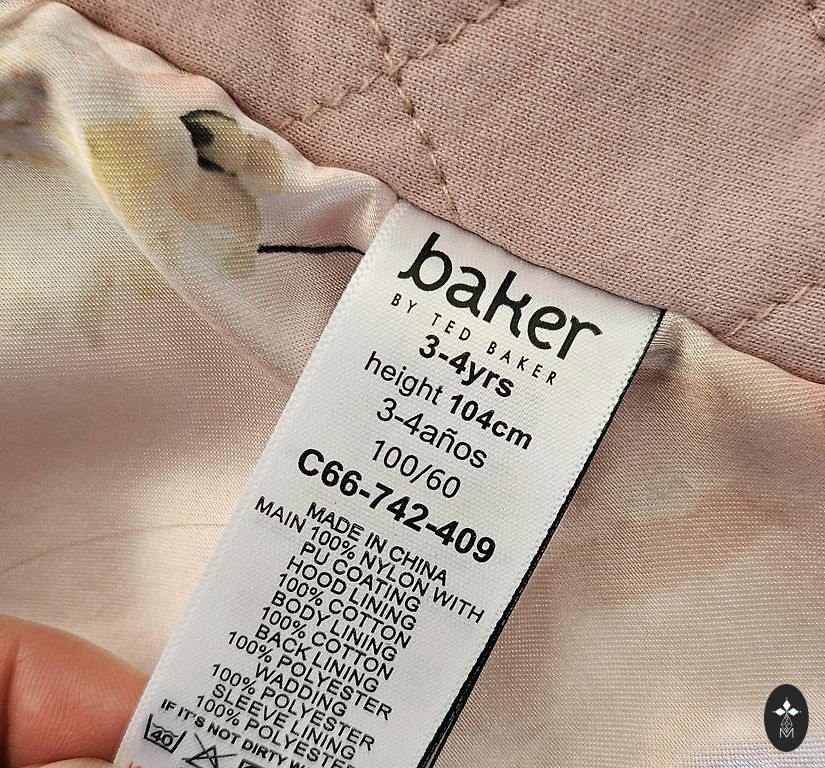 baker
BY TED BAKER
3-4yrs
height 104cm
3-4años
100/60
C66-742-409
MADE IN CHINA
MAIN 100% NYLON WITH
PU COATING
HOOD LINING
100% COTTON
BODY LINING
100% COTTON
BACK LINING
100% POLYESTER
WADDING
100% POLYESTER
SLEEVE LINING
100% POLYESTER
IF IT'S NOT DIRTY
40